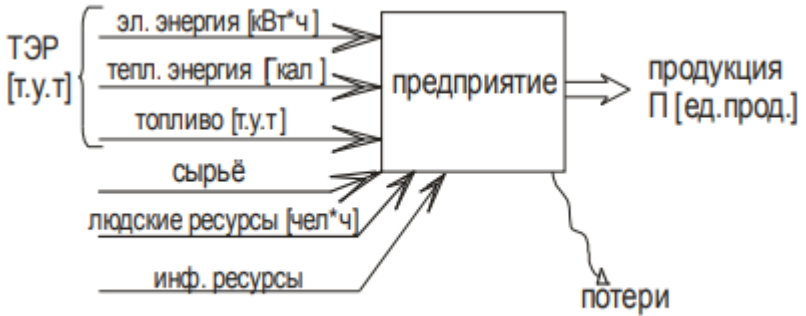 эл. энергия [кВт*ч]
ТЭР
[т.у.т]
тепл. энергия [Гкал]
топливо [т.у.т]
сырьё
людские ресурсы [чел*ч]
инф. ресурсы
предприятие
продукция
П [ед.прод.]
потери